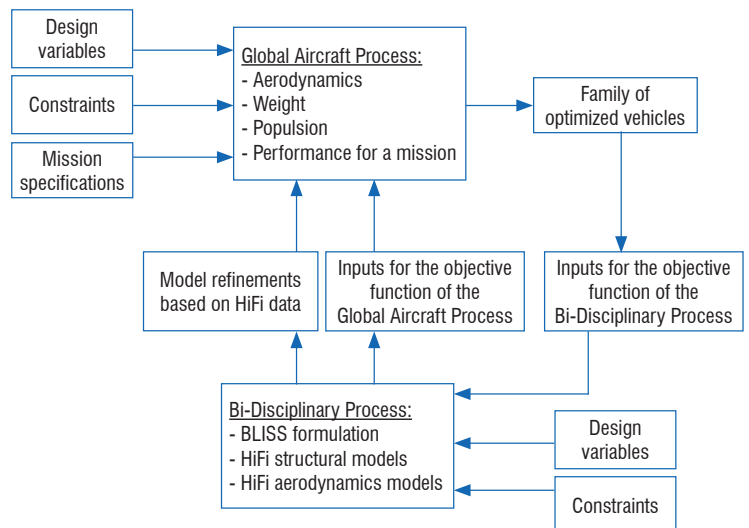 Design
variables
Constraints
Mission
specifications
Global Aircraft Process:
- Aerodynamics
- Weight
- Populsion
- Performance for a mission
Family of
optimized vehicles
Model refinements
based on HiFi data
Inputs for the objective
function of the
Global Aircraft Process
Inputs for the objective
function of the
Bi-Disciplinary Process
Bi-Disciplinary Process:
- BLISS formulation
- HiFi structural models
- HiFi aerodynamics models
Design
variables
Constraints